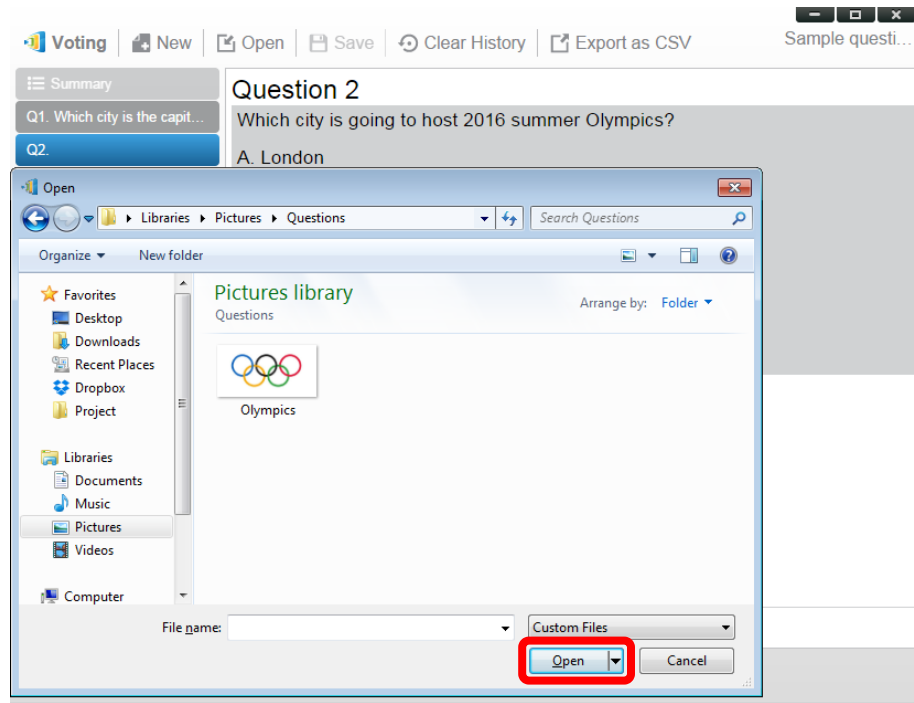 Voting New Open Save Clear History Export as CSV Sample questi...
Summary
Q1. Which city is the capit...
Q2.
Question 2
Which city is going to host 2016 summer Olympics?
A. London
Open
Libraries Pictures Questions Search Questions
Organize New folder
Favorites
Desktop
Downloads
Recent Places
Dropbox
Project
Libraries
Documents
Music
Pictures
Videos
Computer
Pictures library
Questions
Arrange by: Folder
Olympics
File name: Custom Files
Open Cancel